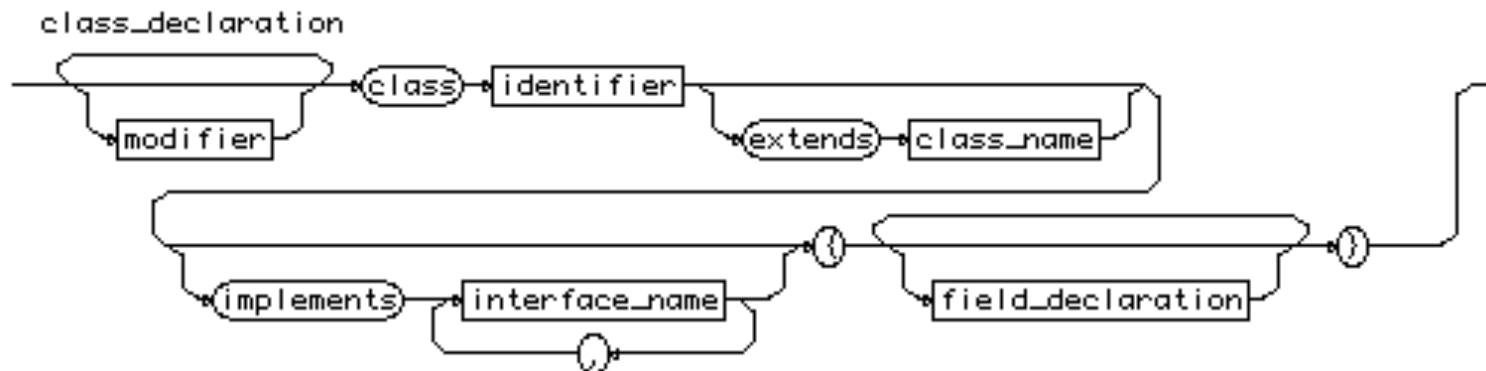 class_declaration
class identifier
modifier extends class_name
{ }
implements interface_name field_declaration
,